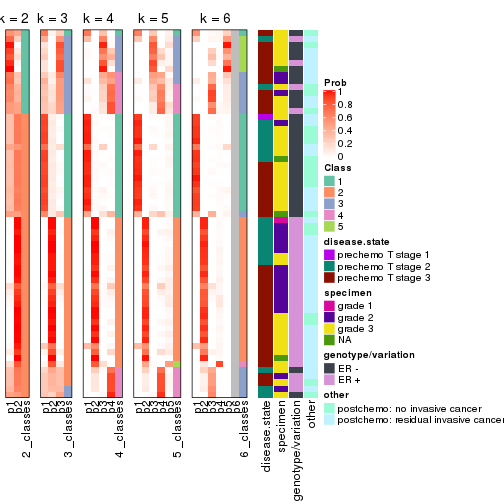 k = 2
k = 3
k = 4
k = 5
k = 6
Prob
1
0.8
0.6
0.4
0.2
0
Class
1
2
3
4
5
disease.state
prechemo T stage 1
prechemo T stage 2
prechemo T stage 3
specimen
grade 1
grade 2
grade 3
NA
genotype/variation
ER -
ER +
other
postchemo: no invasive cancer
postchemo: residual invasive cancer
p1
p2
2_classes
p1
p2
p3
3_classes
p1
p2
p3
p4
4_classes
p1
p2
p3
p4
p5
5_classes
p1
p2
p3
p4
p5
p6
6_classes
disease.state
specimen
genotype/variation
other